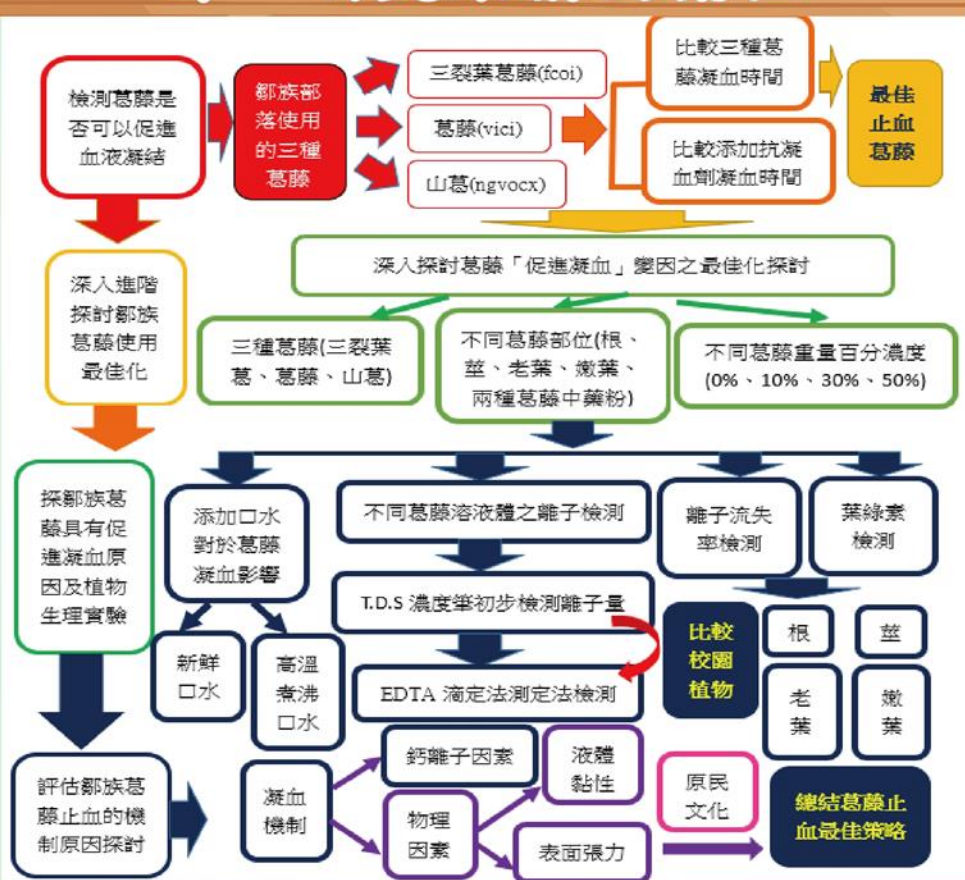 檢測葛藤是
否可以促進
血液凝結
鄒族部
落使用
的三種
葛藤
三裂葉葛藤(fcoi)
葛藤(vici)
山葛(ngvocx)
比較三種葛
藤凝血時間
比較添加抗凝
血劑凝血時間
最佳
止血
葛藤
深入進階
探討鄒族
葛藤使用
最佳化
深入探討葛藤「促進凝血」變因之最佳化探討
三種葛藤(三裂葉
葛、葛藤、山葛)
不同葛藤部位(根、
莖、老葉、嫩葉、
兩種葛藤中藥粉)
不同葛藤重量百分濃度
(0%、10%、30%、50%)
探鄒族葛
藤具有促
進凝血原
因及植物
生理實驗
添加口水
對於葛藤
凝血影響
新鮮
口水
高溫
煮沸
口水
不同葛藤溶液體之離子檢測
T.D.S 濃度筆初步檢測離子量
EDTA 滴定法測定法檢測
離子流失
率檢測
葉綠素
檢測
比較
校園
植物
根
莖
老
葉
嫩
葉
評估鄒族葛
藤止血的機
制原因探討
凝血
機制
鈣離子因素
物理
因素
液體
黏性
表面張力
原民
文化
總結葛藤止
血最佳策略